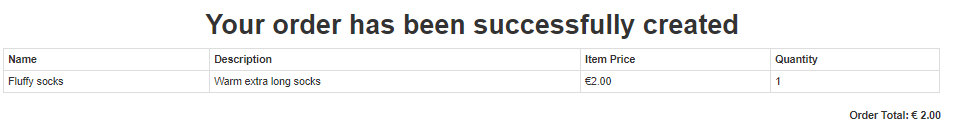 Your order has been successfully created
Name Description Item Price Quantity
Fluffy socks Warm extra long socks €2.00 1
Order Total: € 2.00